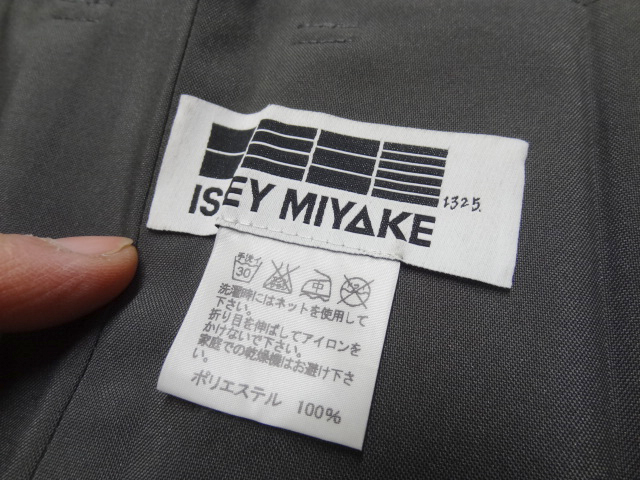 ISEY MIYAKE
132 5.
手洗イ
30
洗濯時にはネットを使用して
下さい。
折り目を伸ばしてアイロンを
かけないで下さい。
家庭での乾燥機はお避け下さ
い。
ポリエステル 100%